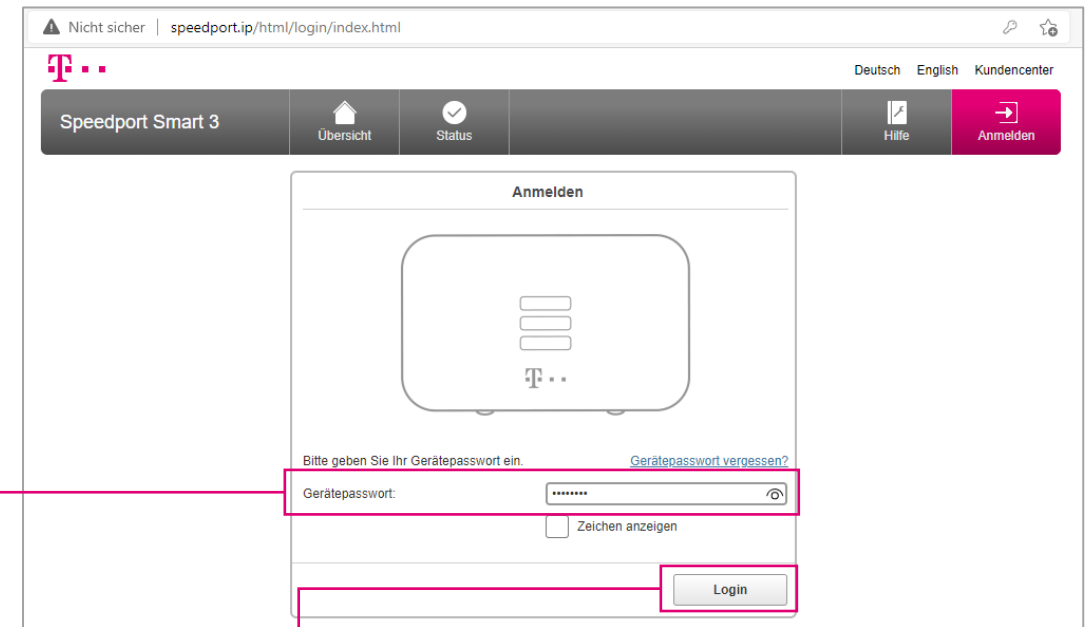 Nicht sicher | speedport.ip/html/login/index.html
T
Deutsch English Kundencenter
Speedport Smart 3
Übersicht
Status
Hilfe
Anmelden
Anmelden
T
Bitte geben Sie Ihr Gerätepasswort ein. Gerätepasswort vergessen?
Gerätepasswort: ••••••••
Zeichen anzeigen
Login